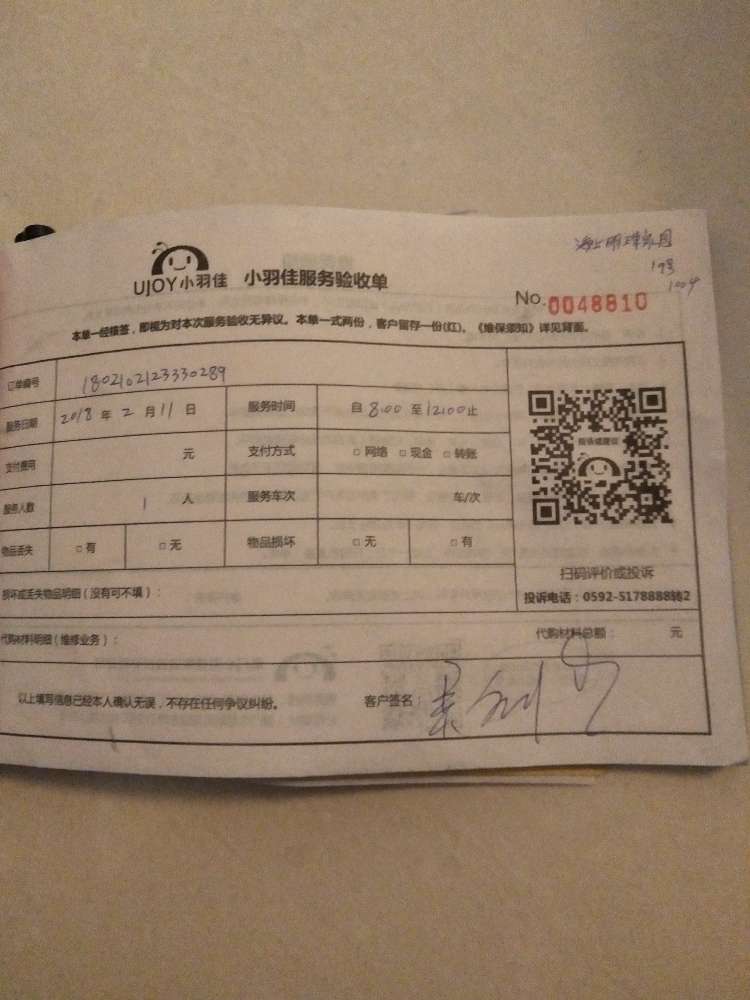 海上明珠家园
19号
1004
UJOY小羽佳 小羽佳服务验收单
No.0048810
本单一经核签，即视为对本次服务验收无异议。本单一式两份，客户留存一份(红)。《维保须知》详见背面。
订单编号 1802102123330289
服务日期 2018 年 2 月 11 日 服务时间 自 8:00 至 12:00 止
支付费用 元 支付方式 □ 网络 □ 现金 □ 转账
服务人数 1 人 服务车次 车/次
物品丢失 □ 有 □ 无 物品损坏 □ 无 □ 有
扫码评价或投诉
投诉电话：0592-5178888转2
损坏或丢失物品明细（没有可不填）：
代购材料明细（维修业务）： 代购材料总额： 元
以上填写信息已经本人确认无误，不存在任何争议纠纷。 客户签名：